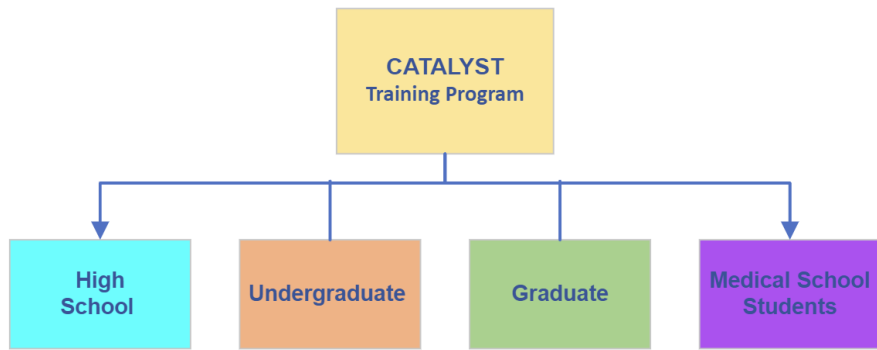 CATALYST
Training Program
High
School
Undergraduate
Graduate
Medical School
Students